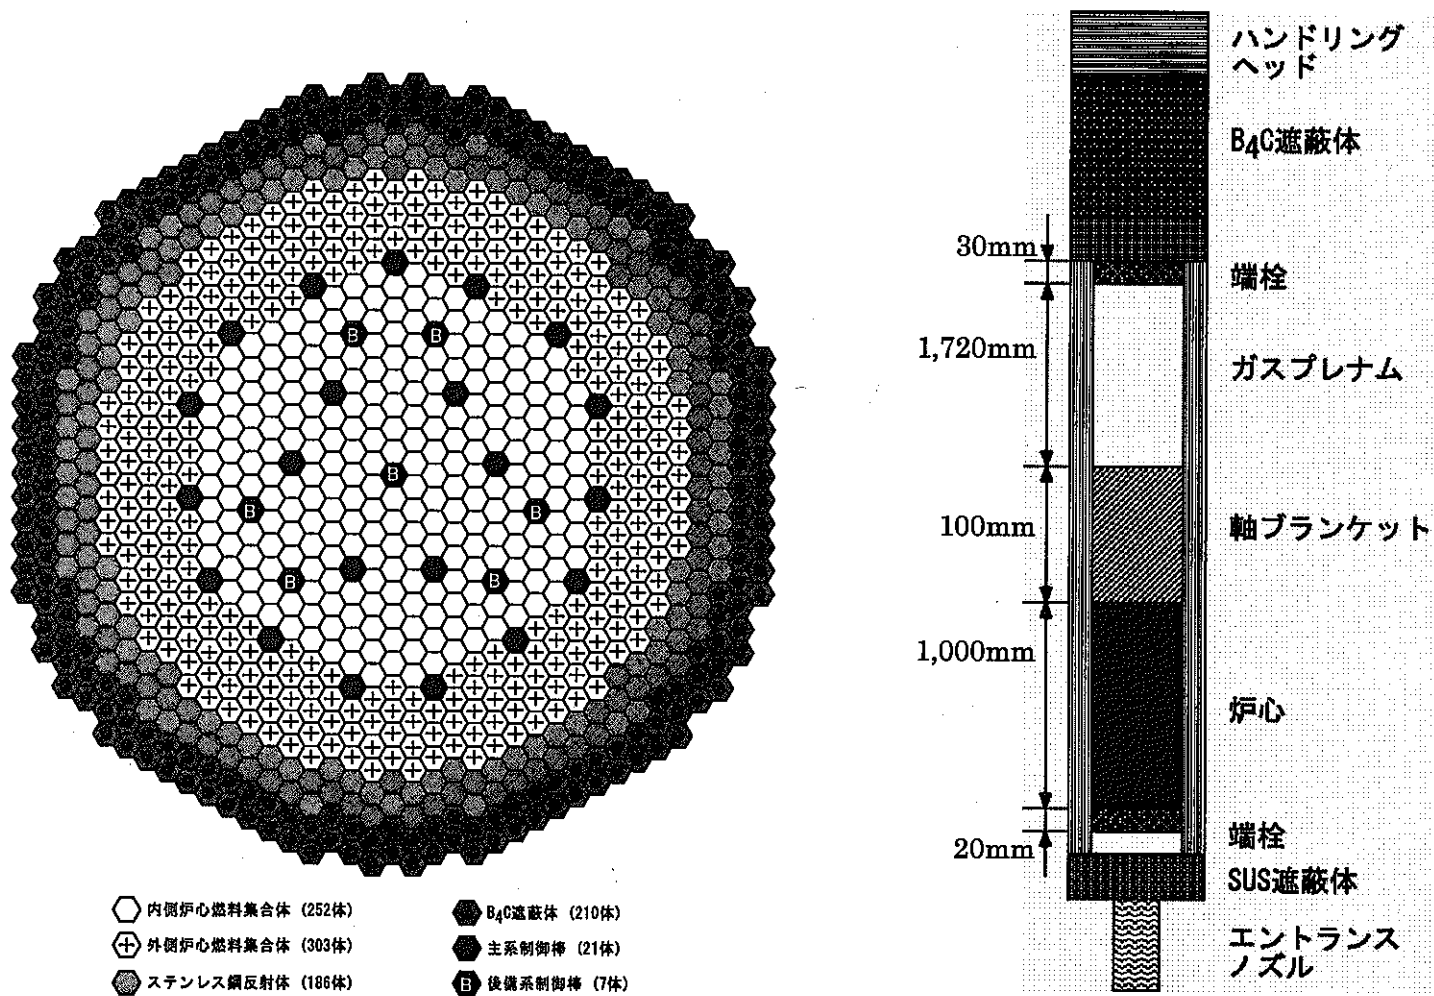 ハンドリング
ヘッド
B4C遮蔽体
30mm
端栓
1,720mm
ガスプレナム
100mm
軸ブランケット
1,000mm
炉心
端栓
20mm
SUS遮蔽体
エントランス
ノズル
B
B
B
B
B
B
B
内側炉心燃料集合体 (252体)
外側炉心燃料集合体 (303体)
ステンレス鋼反射体 (186体)
B4C遮蔽体 (210体)
主系制御棒 (21体)
B 後備系制御棒 (7体)